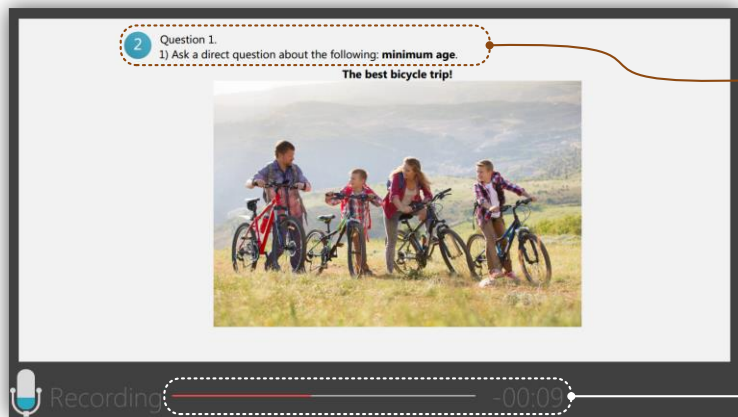 2
Question 1.
1) Ask a direct question about the following: minimum age.
The best bicycle trip!
Recording
-00:09